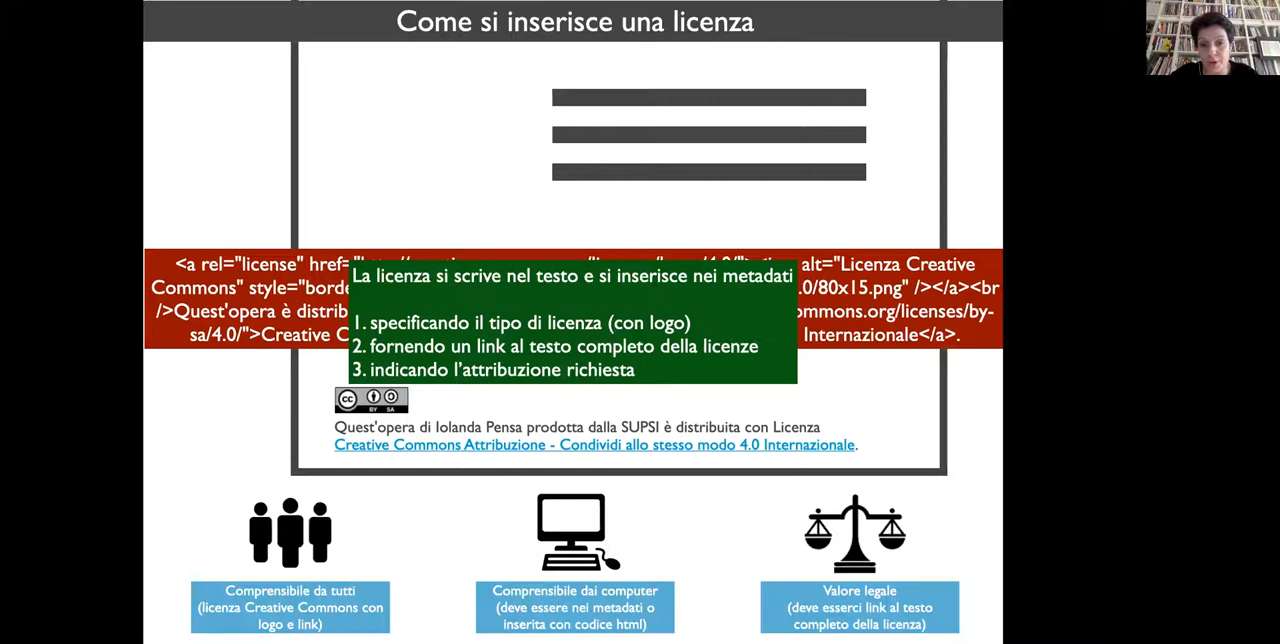 Come si inserisce una licenza
<a rel="license" href= alt="Licenza Creative
Commons" style="borde .0/80x15.png" /></a><br
/>Quest'opera è distrib ommons.org/licenses/by-
sa/4.0/">Creative C Internazionale</a>.
La licenza si scrive nel testo e si inserisce nei metadati
1. specificando il tipo di licenza (con logo)
2. fornendo un link al testo completo della licenze
3. indicando l'attribuzione richiesta
cc
BY SA
Quest'opera di Iolanda Pensa prodotta dalla SUPSI è distribuita con Licenza
Creative Commons Attribuzione - Condividi allo stesso modo 4.0 Internazionale.
Comprensibile da tutti
(licenza Creative Commons con
logo e link)
Comprensibile dai computer
(deve essere nei metadati o
inserita con codice html)
Valore legale
(deve esserci link al testo
completo della licenza)